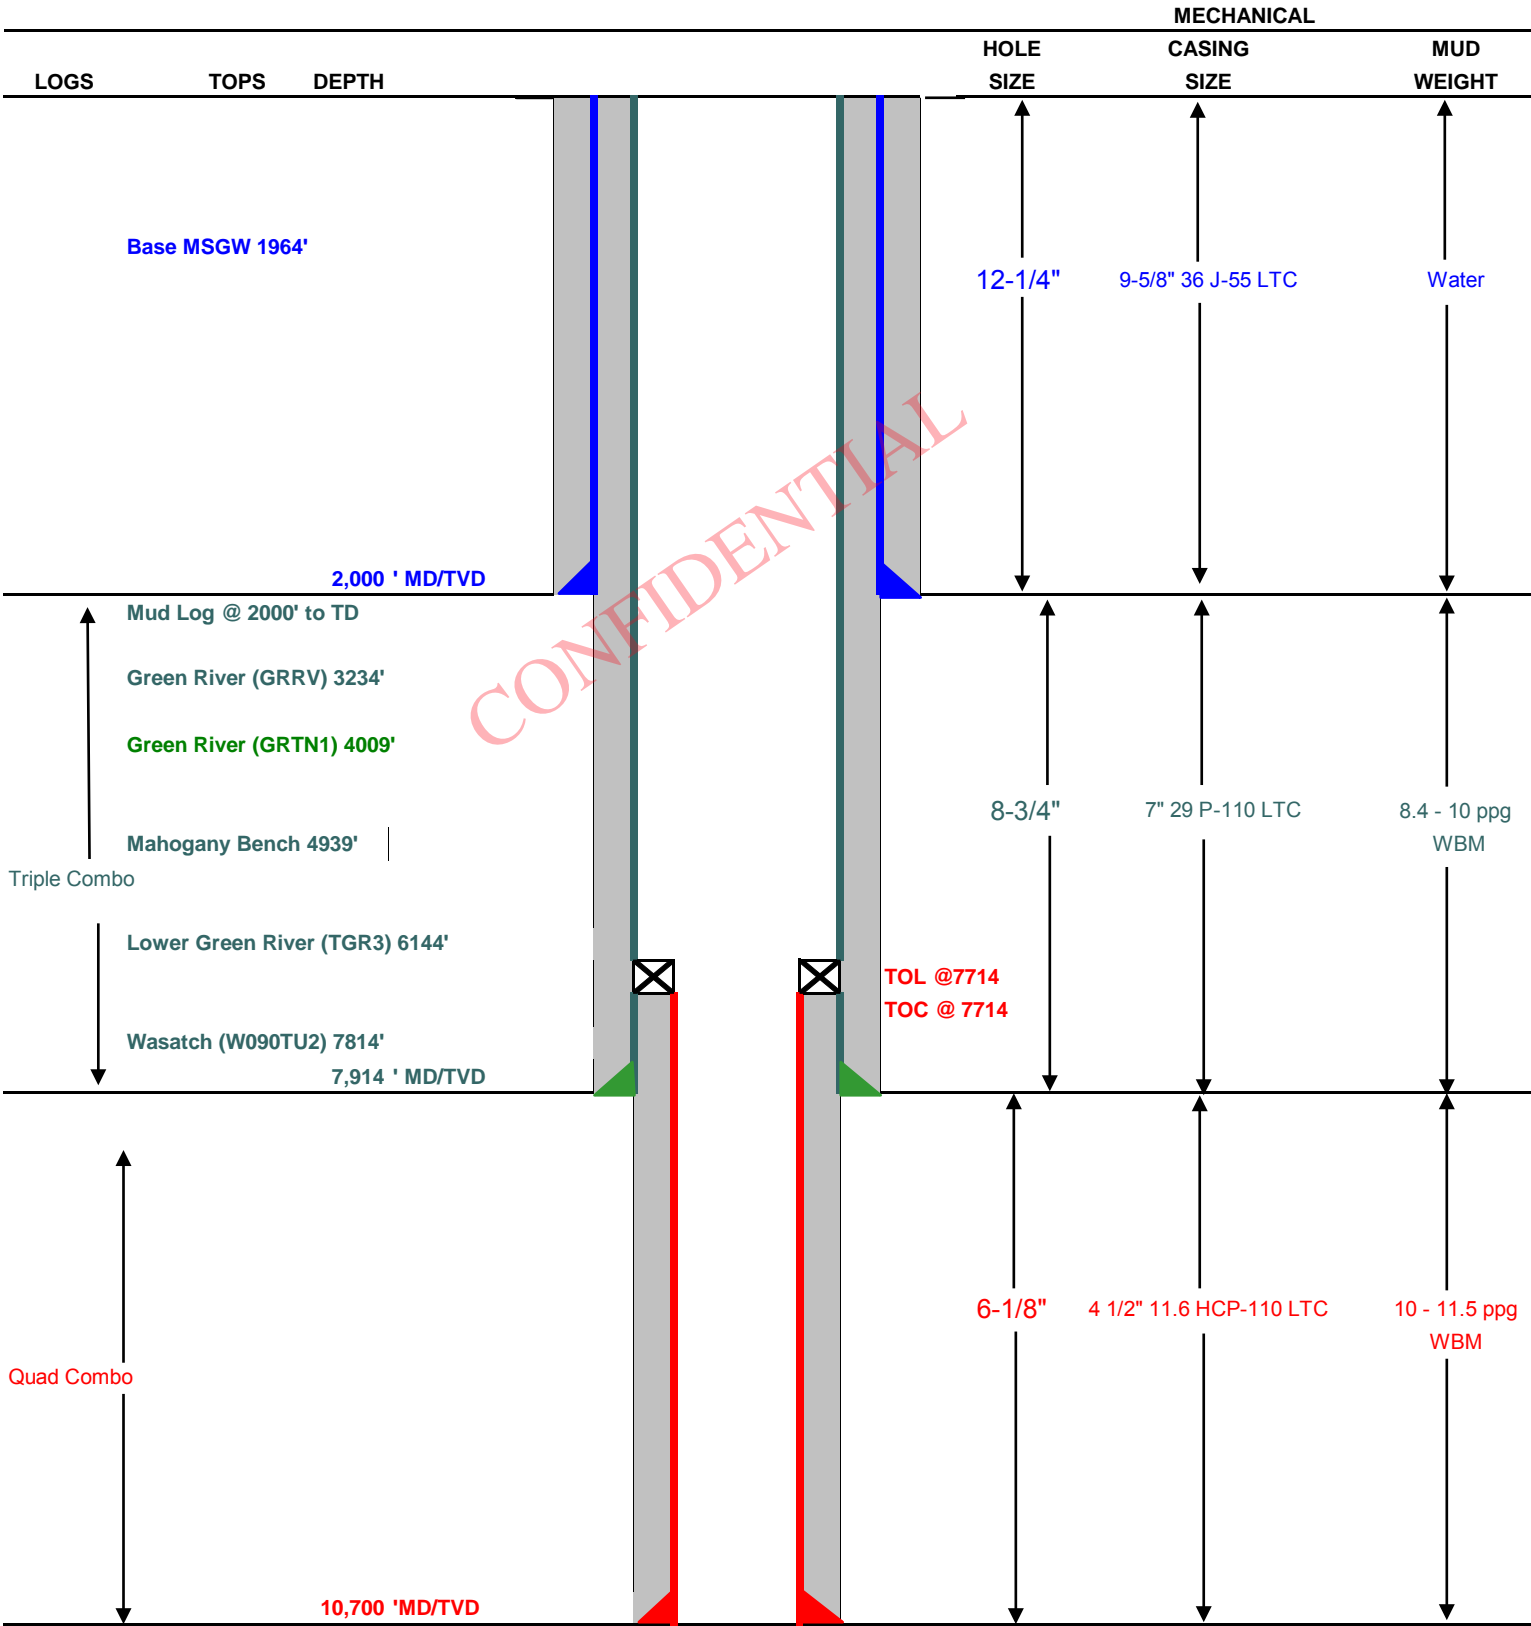 MECHANICAL
HOLE CASING MUD
LOGS TOPS DEPTH SIZE SIZE WEIGHT
Base MSGW 1964'
12-1/4" 9-5/8" 36 J-55 LTC Water
CONFIDENTIAL
2,000 ' MD/TVD
Mud Log @ 2000' to TD
Green River (GRRV) 3234'
Green River (GRTN1) 4009'
8-3/4" 7" 29 P-110 LTC 8.4 - 10 ppg
Mahogany Bench 4939' WBM
Triple Combo
Lower Green River (TGR3) 6144'
TOL @7714
TOC @ 7714
Wasatch (W090TU2) 7814'
7,914 ' MD/TVD
6-1/8" 4 1/2" 11.6 HCP-110 LTC 10 - 11.5 ppg
WBM
Quad Combo
10,700 'MD/TVD